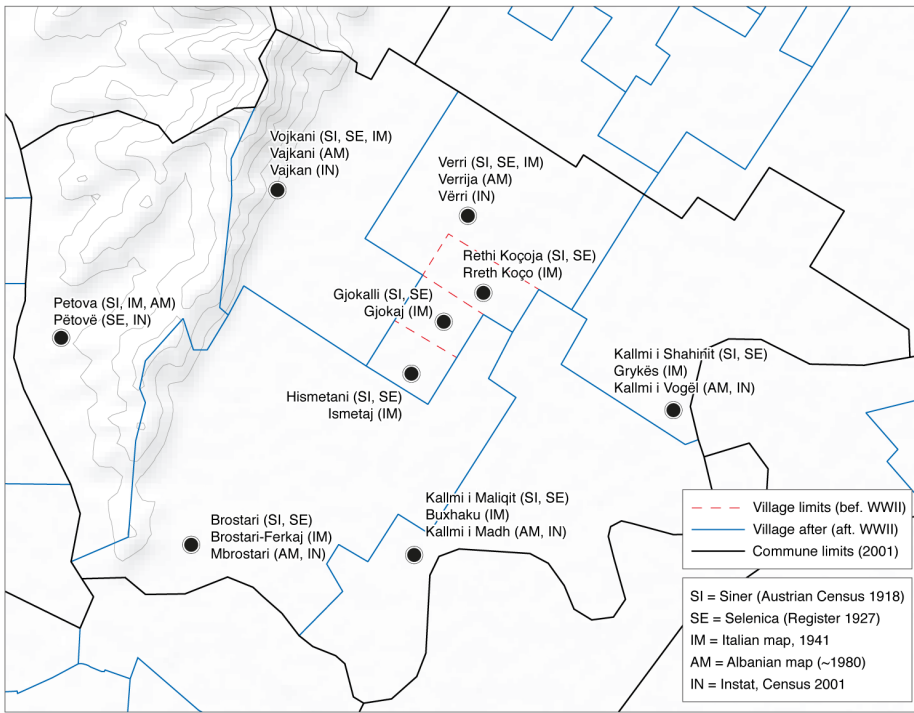 Vojkani (SI, SE, IM)
Vajkani (AM)
Vajkan (IN)
Verri (SI, SE, IM)
Verrija (AM)
Vërri (IN)
Rethi Koçoja (SI, SE)
Rreth Koço (IM)
Gjokalli (SI, SE)
Gjokaj (IM)
Petova (SI, IM, AM)
Pëtovë (SE, IN)
Kallmi i Shahinit (SI, SE)
Grykës (IM)
Kallmi i Vogël (AM, IN)
Hismetani (SI, SE)
Ismetaj (IM)
Kallmi i Maliqit (SI, SE)
Buxhaku (IM)
Kallmi i Madh (AM, IN)
Brostari (SI, SE)
Brostari-Ferkaj (IM)
Mbrostari (AM, IN)
Village limits (bef. WWII)
Village after (aft. WWII)
Commune limits (2001)
SI = Siner (Austrian Census 1918)
SE = Selenica (Register 1927)
IM = Italian map, 1941
AM = Albanian map (~1980)
IN = Instat, Census 2001